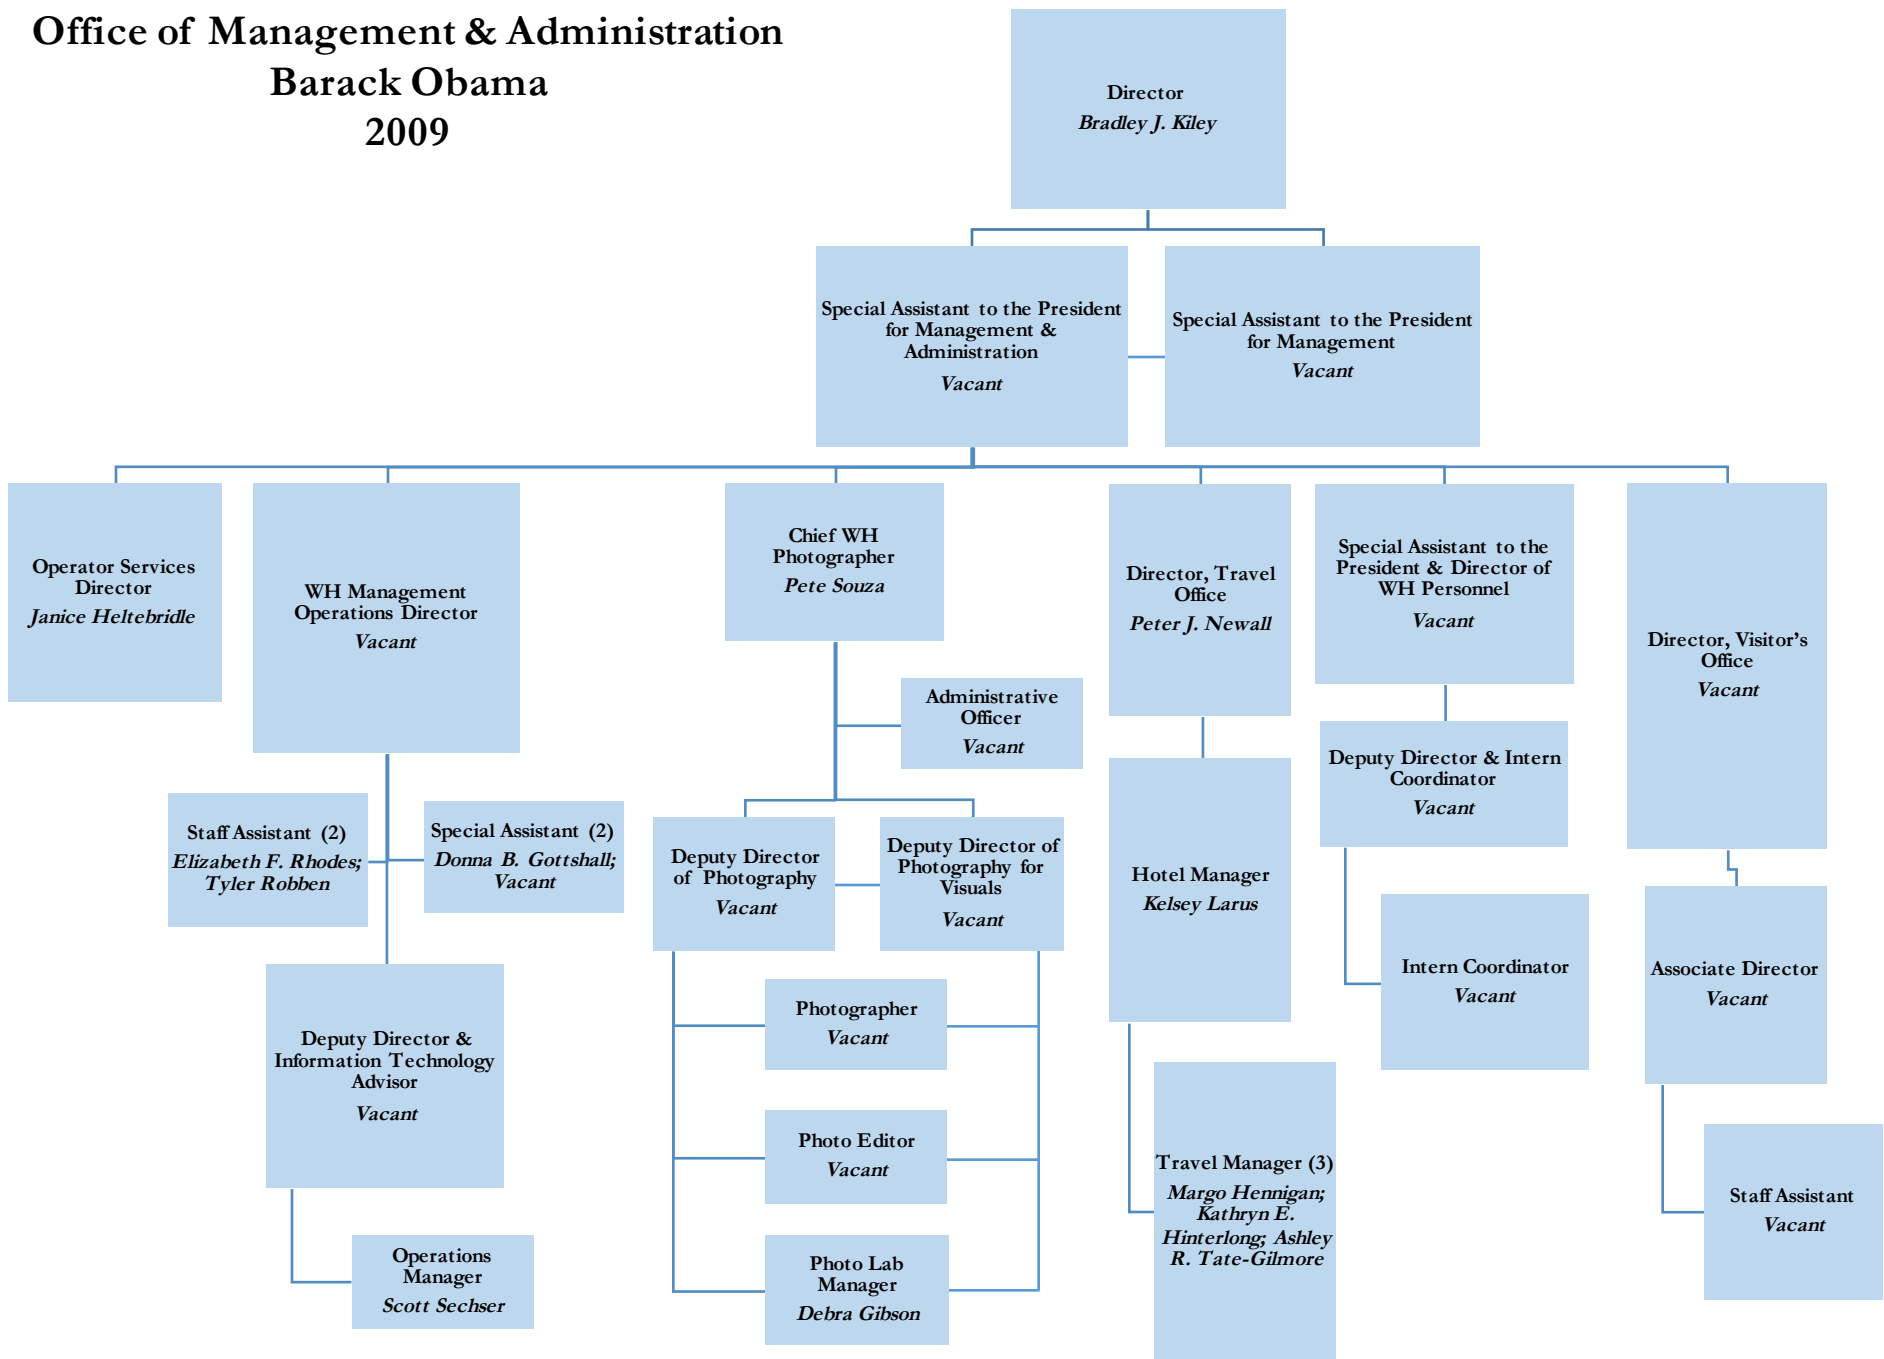 Office of Management & Administration
Barack Obama
2009
Director
Bradley J. Kiley
Special Assistant to the President
for Management &
Administration
Vacant
Special Assistant to the President
for Management
Vacant
Operator Services
Director
Janice Heltebridle
WH Management
Operations Director
Vacant
Chief WH
Photographer
Pete Souza
Director, Travel
Office
Peter J. Newall
Special Assistant to the
President & Director of
WH Personnel
Vacant
Director, Visitor's
Office
Vacant
Administrative
Officer
Vacant
Deputy Director & Intern
Coordinator
Vacant
Staff Assistant (2)
Elizabeth F. Rhodes;
Tyler Robben
Special Assistant (2)
Donna B. Gottshall;
Vacant
Deputy Director
of Photography
Vacant
Deputy Director of
Photography for
Visuals
Vacant
Hotel Manager
Kelsey Larus
Intern Coordinator
Vacant
Associate Director
Vacant
Deputy Director &
Information Technology
Advisor
Vacant
Photographer
Vacant
Photo Editor
Vacant
Travel Manager (3)
Margo Hennigan;
Kathryn E.
Hinterlong; Ashley
R. Tate-Gilmore
Staff Assistant
Vacant
Operations
Manager
Scott Sechser
Photo Lab
Manager
Debra Gibson